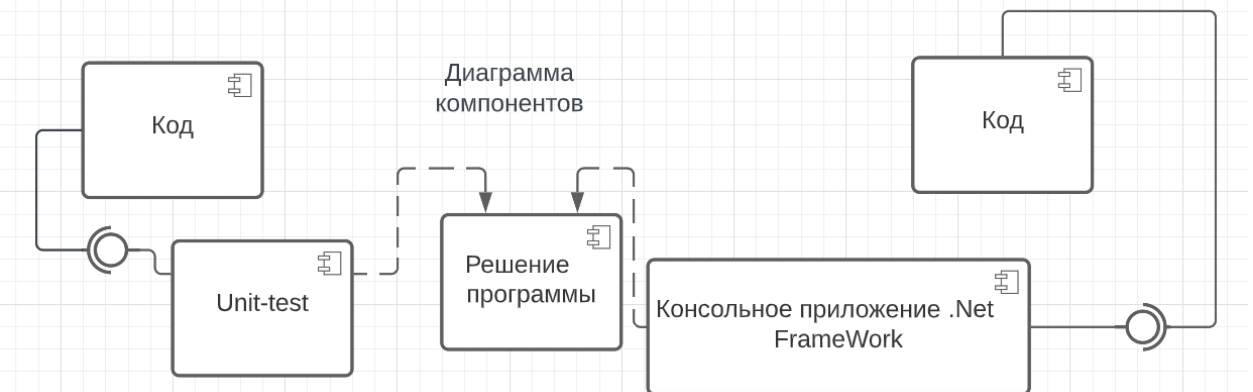 Диаграмма
компонентов
Код
Код
Unit-test
Решение
программы
Консольное приложение .Net
FrameWork